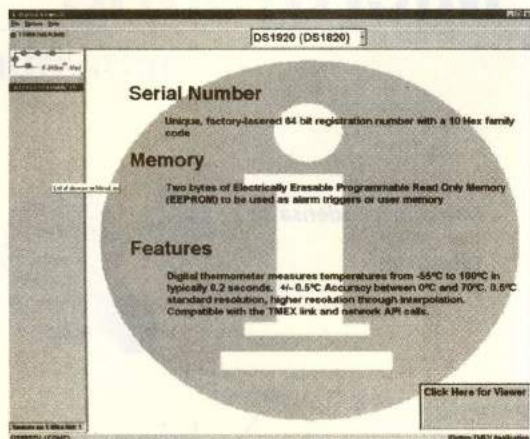 File Options Help
DS1920 (DS1820)
Serial Number
Unique, factory-lasered 64 bit registration number with a 10 Hex family
code
Memory
Two bytes of Electrically Erasable Programmable Read Only Memory
(EEPROM) to be used as alarm triggers or user memory
Features
Digital thermometer measures temperatures from -55ºC to 100ºC in
typically 0.2 seconds. +/- 0.5ºC Accuracy between 0ºC and 70ºC. 0.5ºC
standard resolution, higher resolution through interpolation.
Compatible with the TMEX link and network API calls.
Click Here for Viewer